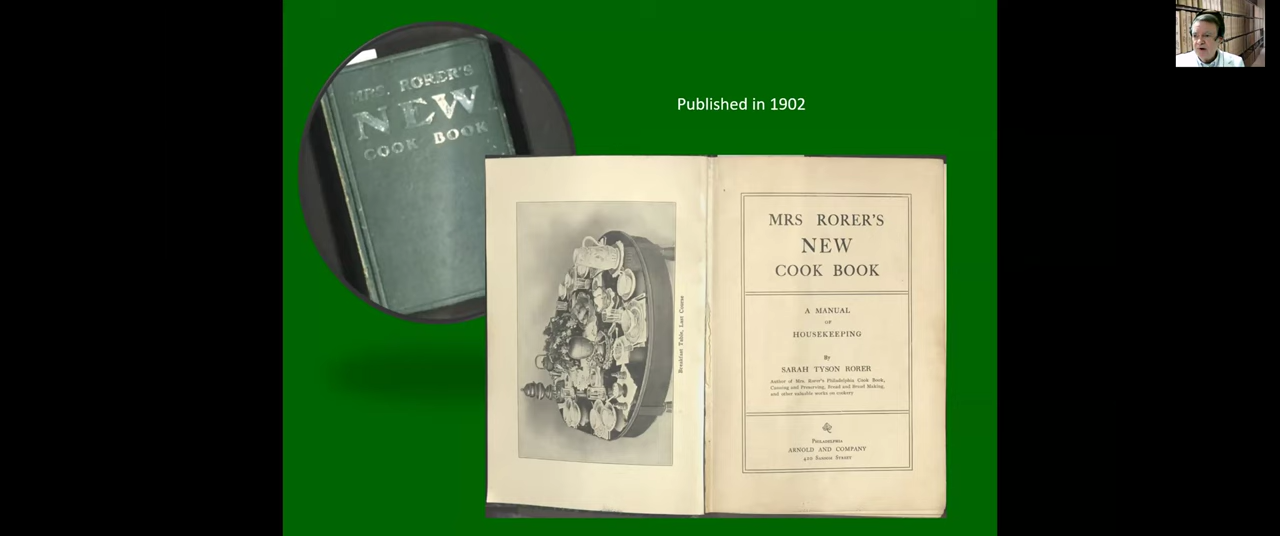 MRS. RORER'S
NEW
COOK BOOK
Published in 1902
Breakfast Table, Last Course
MRS RORER'S
NEW
COOK BOOK
A MANUAL
OF
HOUSEKEEPING
By
SARAH TYSON RORER
Author of Mrs. Rorer's Philadelphia Cook Book,
Canning and Preserving, Bread and Bread Making,
and other valuable works on cookery
PHILADELPHIA
ARNOLD AND COMPANY
420 SANSOM STREET